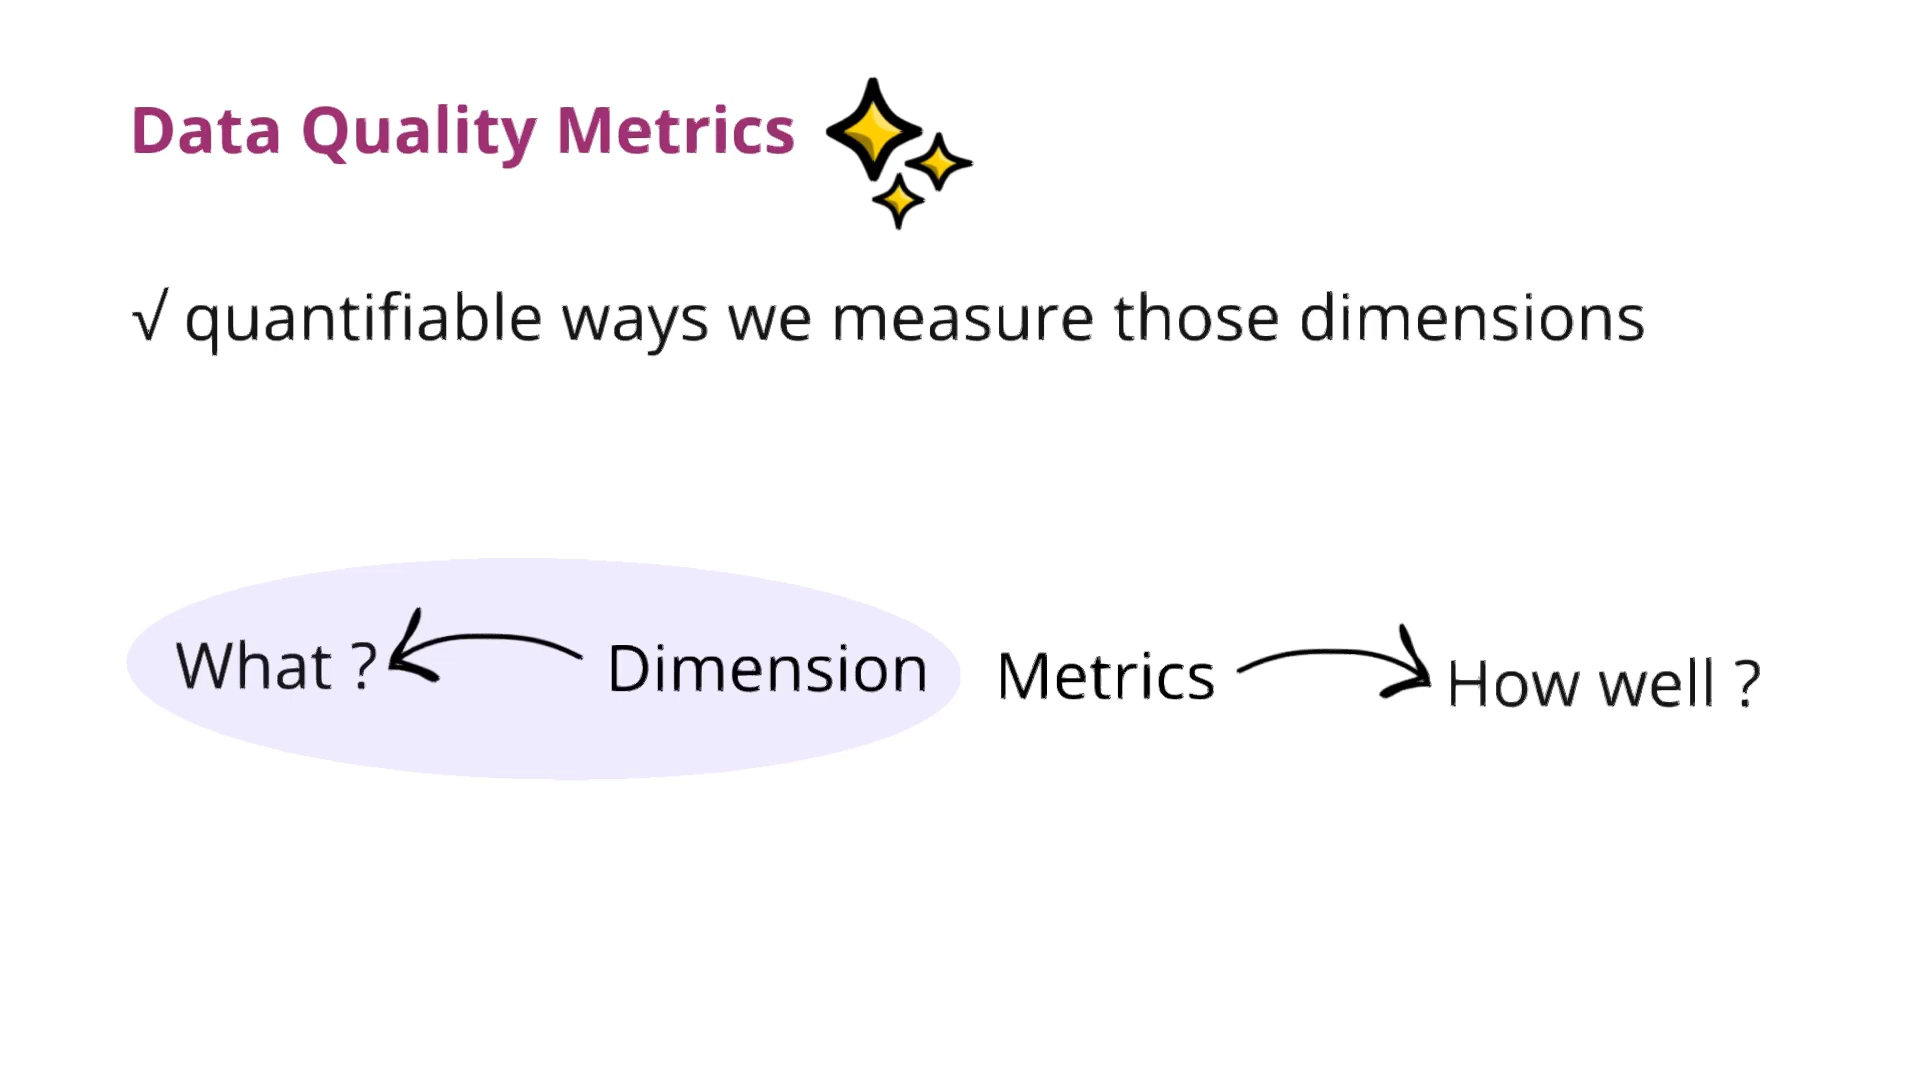 Data Quality Metrics
√ quantifiable ways we measure those dimensions
What ? Dimension Metrics How well ?